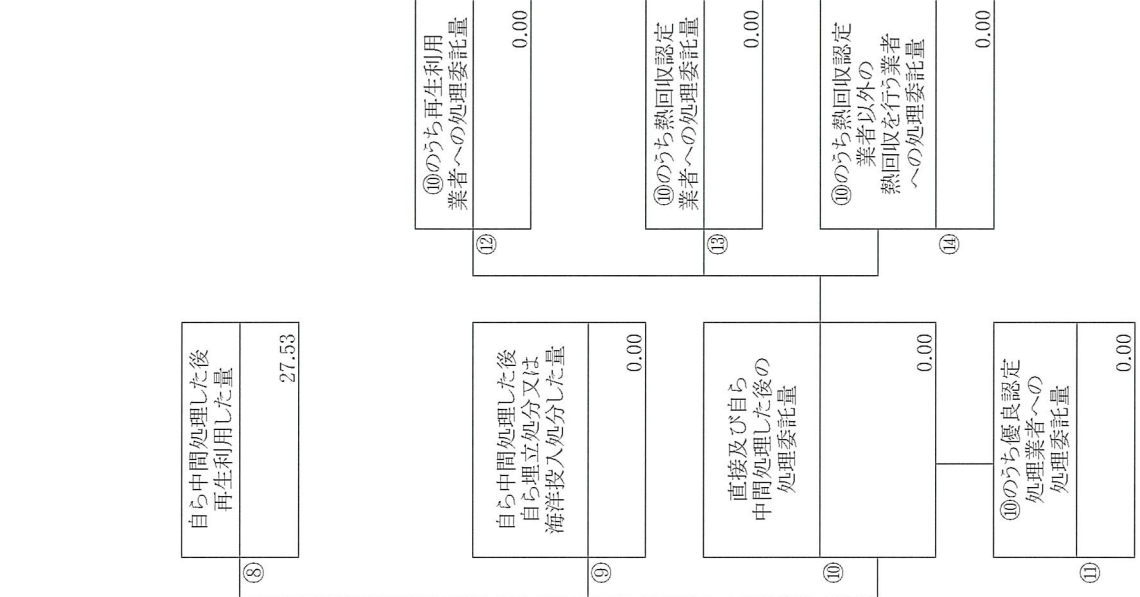 ⑧
自ら中間処理した後
再生利用した量
27.53
⑨
自ら中間処理した後
自ら埋立処分又は
海洋投入処分した量
0.00
⑩
直接及び自ら
中間処理した後の
処理委託量
0.00
⑪
⑩のうち優良認定
処理業者への
処理委託量
0.00
⑫
⑩のうち再生利用
業者への処理委託量
0.00
⑬
⑩のうち熱回収認定
業者への処理委託量
0.00
⑭
⑩のうち熱回収認定
業者以外の
熱回収を行う業者
への処理委託量
0.00